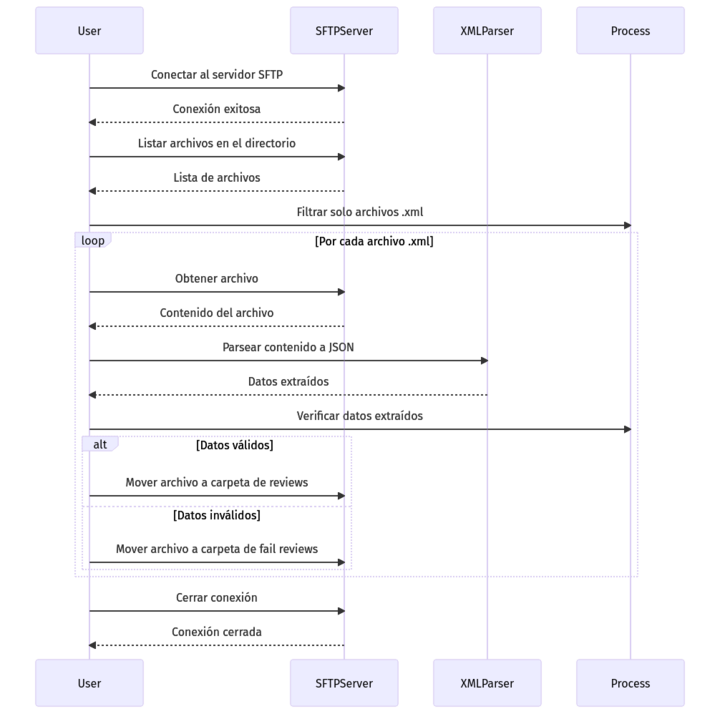 User
SFTPServer
XMLParser
Process
Conectar al servidor SFTP
Conexión exitosa
Listar archivos en el directorio
Lista de archivos
Filtrar solo archivos .xml
loop
[Por cada archivo .xml]
Obtener archivo
Contenido del archivo
Parsear contenido a JSON
Datos extraídos
Verificar datos extraídos
alt
[Datos válidos]
Mover archivo a carpeta de reviews
[Datos inválidos]
Mover archivo a carpeta de fail reviews
Cerrar conexión
Conexión cerrada
User
SFTPServer
XMLParser
Process